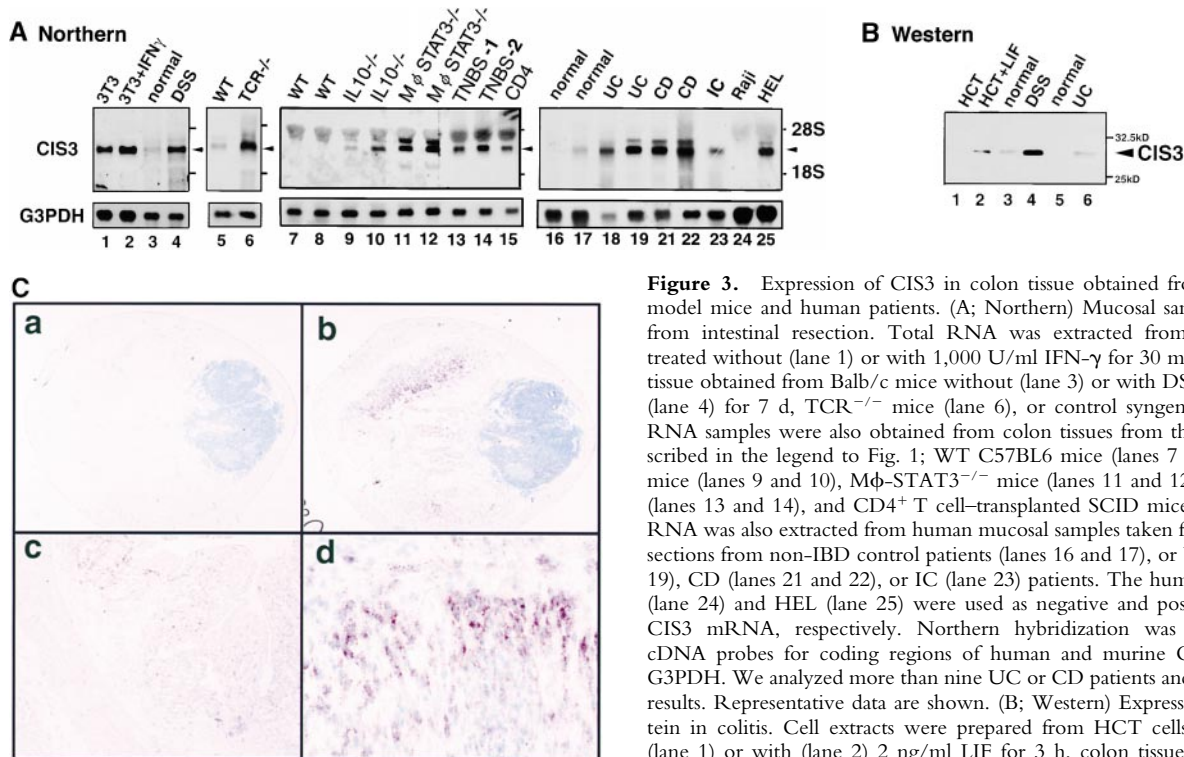 A Northern
3T3
3T3+IFNγ
normal
DSS
WT
TCR-/-
WT
WT
IL10-/-
IL10-/-
Mϕ STAT3-/-
Mϕ STAT3-/-
TNBS-1
TNBS-2
CD4
normal
normal
UC
UC
CD
CD
IC
Raji
HEL
CIS3
28S
18S
G3PDH
1 2 3 4 5 6 7 8 9 10 11 12 13 14 15 16 17 18 19 21 22 23 24 25
B Western
HCT
HCT+LIF
normal
DSS
normal
UC
32.5kD
CIS3
25kD
1 2 3 4 5 6
C
a
b
c
d
Figure 3. Expression of CIS3 in colon tissue obtained fr
model mice and human patients. (A; Northern) Mucosal sam
from intestinal resection. Total RNA was extracted from
treated without (lane 1) or with 1,000 U/ml IFN-γ for 30 m
tissue obtained from Balb/c mice without (lane 3) or with DS
(lane 4) for 7 d, TCR−/− mice (lane 6), or control syngen
RNA samples were also obtained from colon tissues from th
scribed in the legend to Fig. 1; WT C57BL6 mice (lanes 7
mice (lanes 9 and 10), Mϕ-STAT3−/− mice (lanes 11 and 12
(lanes 13 and 14), and CD4+ T cell–transplanted SCID mice
RNA was also extracted from human mucosal samples taken f
sections from non-IBD control patients (lanes 16 and 17), or
19), CD (lanes 21 and 22), or IC (lane 23) patients. The hum
(lane 24) and HEL (lane 25) were used as negative and pos
CIS3 mRNA, respectively. Northern hybridization was
cDNA probes for coding regions of human and murine C
G3PDH. We analyzed more than nine UC or CD patients and
results. Representative data are shown. (B; Western) Express
tein in colitis. Cell extracts were prepared from HCT cells
(lane 1) or with (lane 2) 2 ng/ml LIF for 3 h, colon tissue